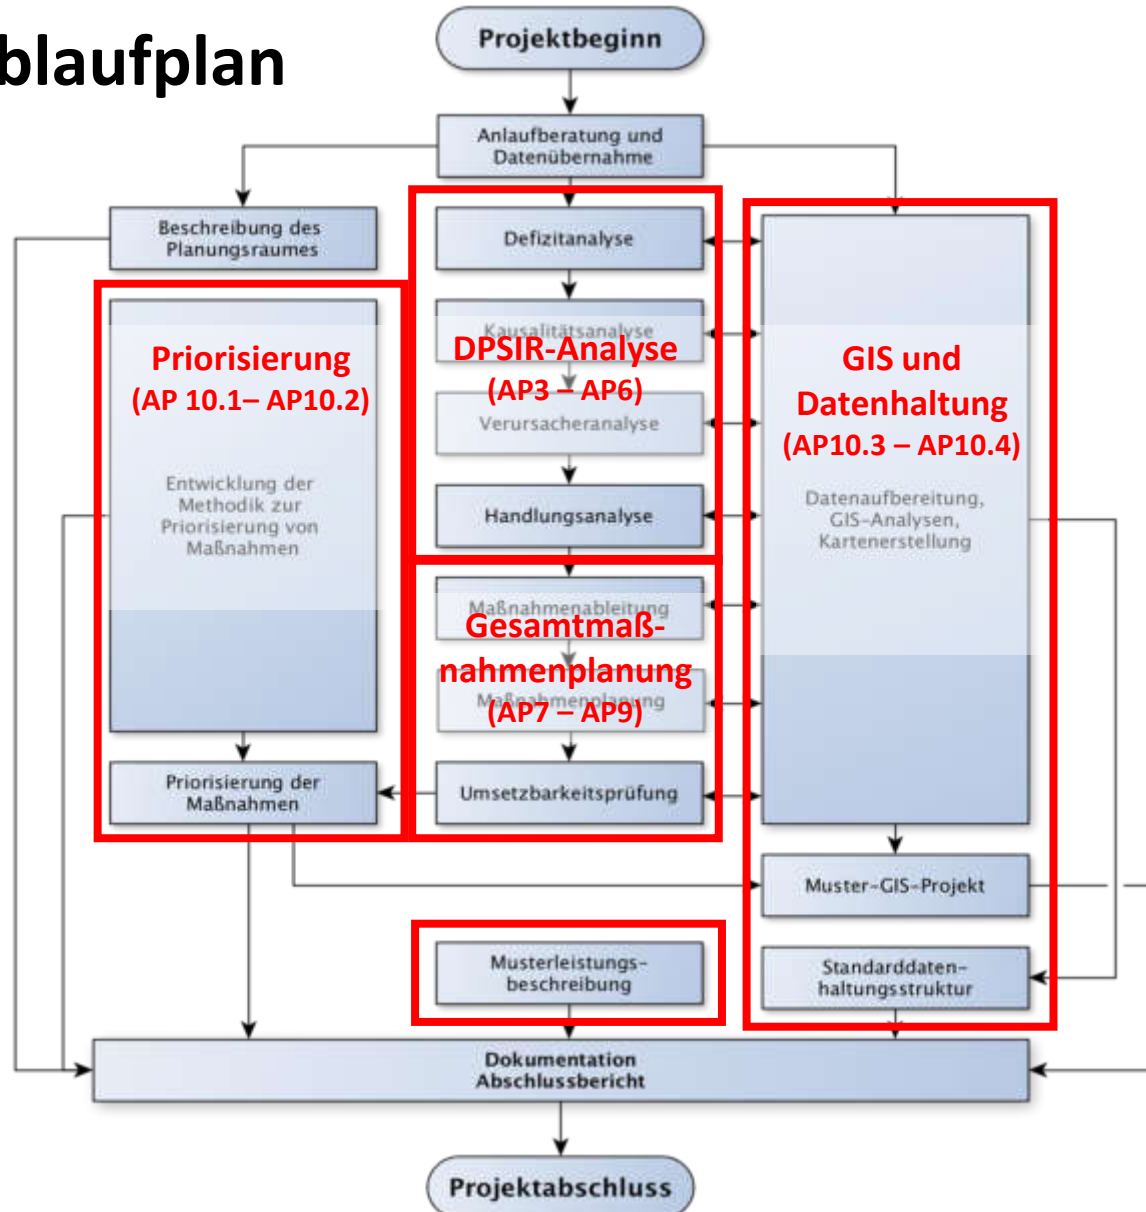 blaufplan
Projektbeginn
Anlaufberatung und
Datenübernahme
Beschreibung des
Planungsraumes
Defizitanalyse
Kausalitätsanalyse
DPSIR-Analyse
(AP3 – AP6)
Verursacheranalyse
Handlungsanalyse
Priorisierung
(AP 10.1– AP10.2)
Entwicklung der
Methodik zur
Priorisierung von
Maßnahmen
GIS und
Datenhaltung
(AP10.3 – AP10.4)
Datenaufbereitung,
GIS-Analysen,
Kartenerstellung
Maßnahmenableitung
Gesamtmaß-
nahmenplanung
Maßnahmenplanung
(AP7 – AP9)
Priorisierung der
Maßnahmen
Umsetzbarkeitsprüfung
Muster-GIS-Projekt
Musterleistungs-
beschreibung
Standarddaten-
haltungsstruktur
Dokumentation
Abschlussbericht
Projektabschluss